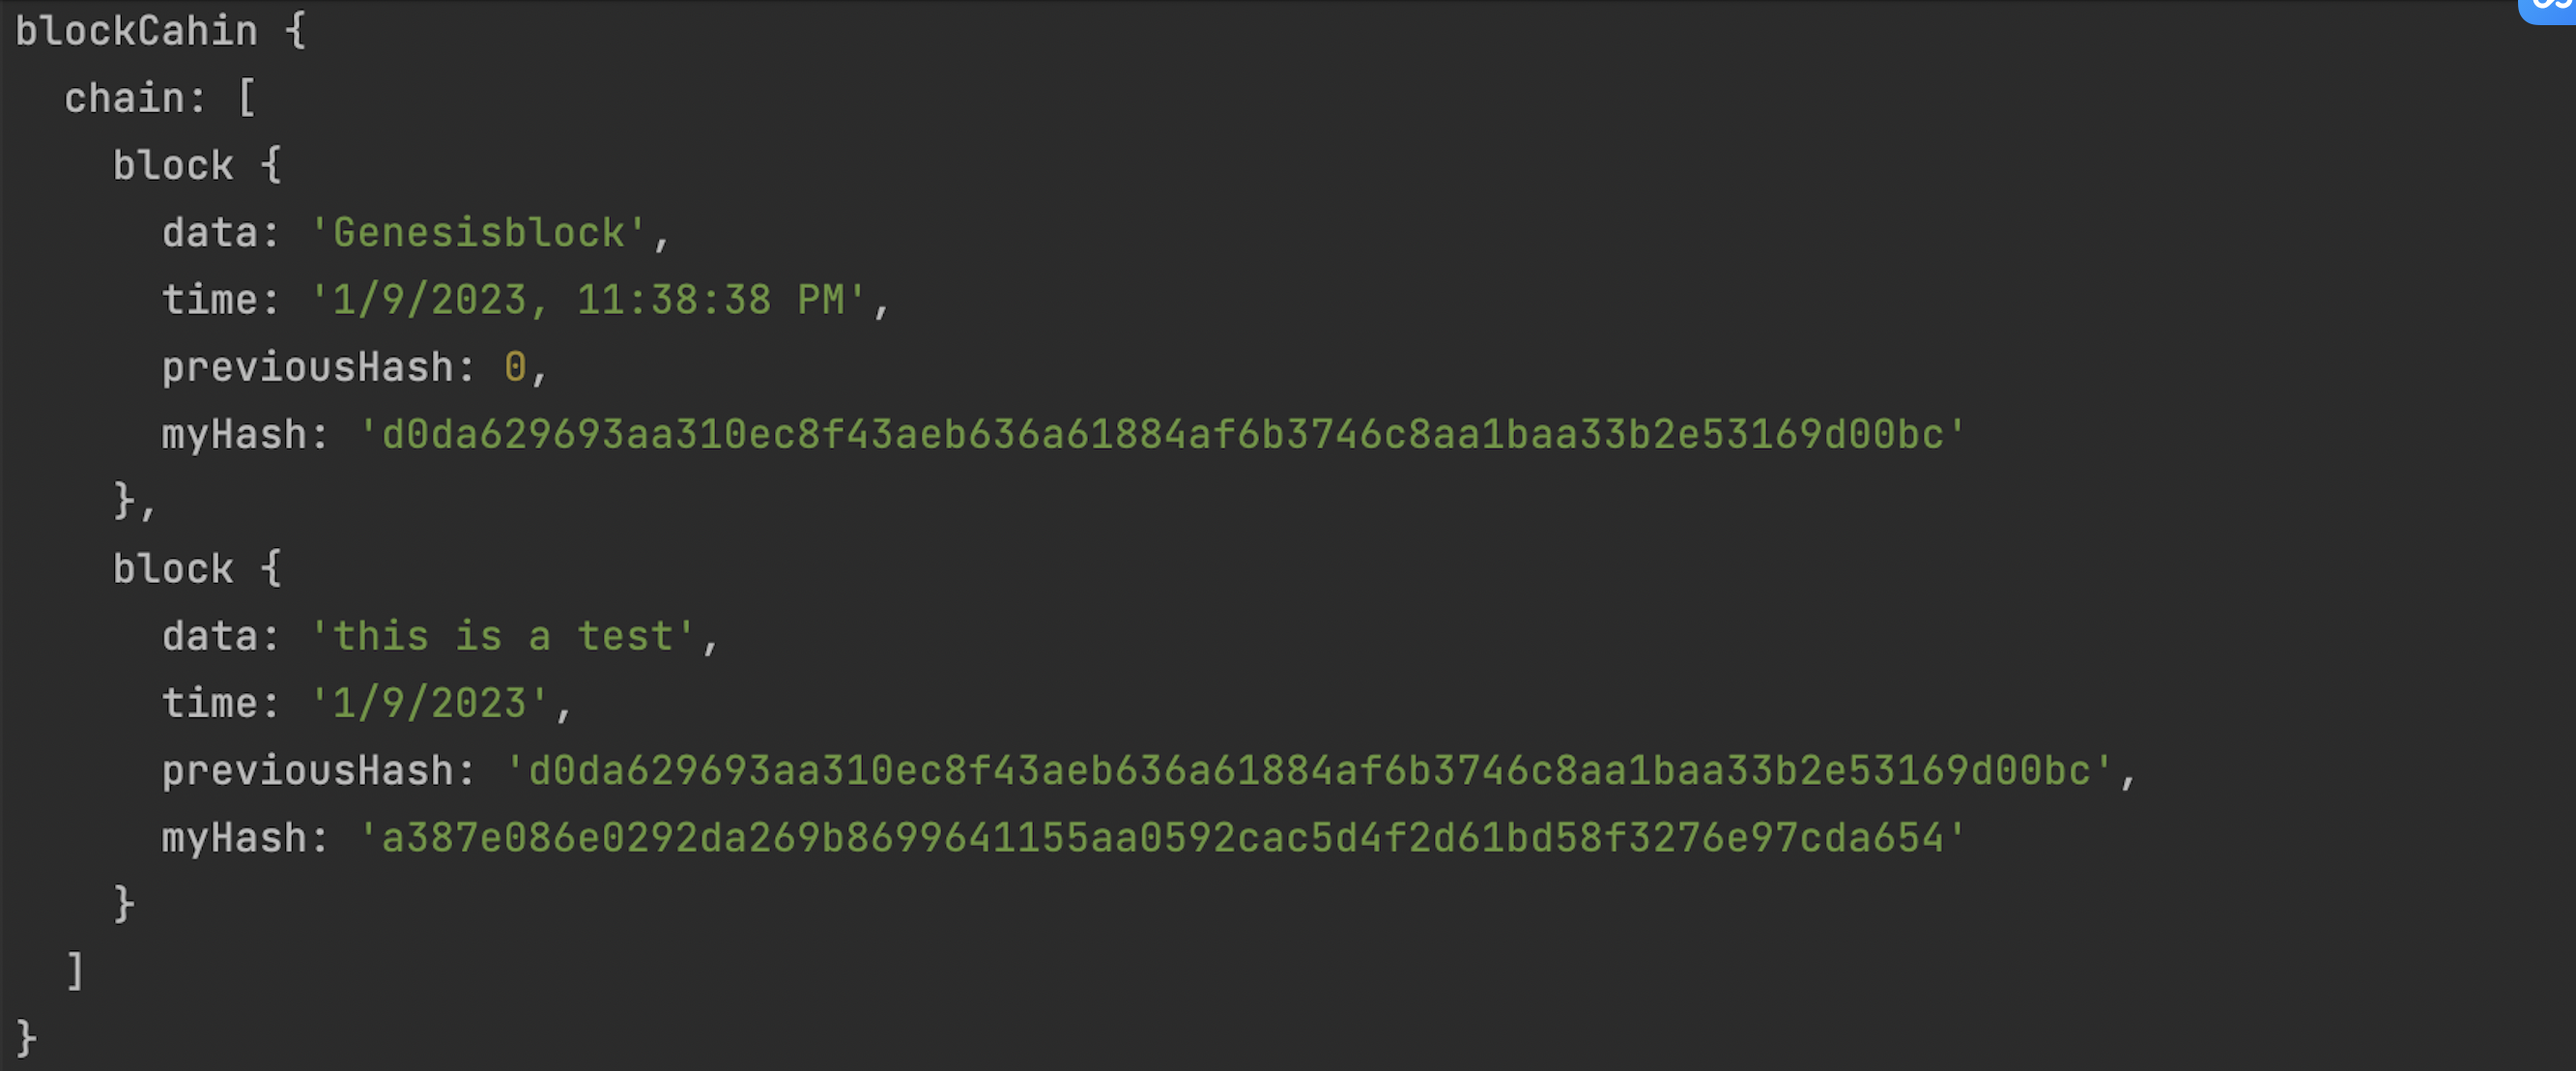 blockCahin {
  chain: [
    block {
      data: 'Genesisblock',
      time: '1/9/2023, 11:38:38 PM',
      previousHash: 0,
      myHash: 'd0da629693aa310ec8f43aeb636a61884af6b3746c8aa1baa33b2e53169d00bc'
    },
    block {
      data: 'this is a test',
      time: '1/9/2023',
      previousHash: 'd0da629693aa310ec8f43aeb636a61884af6b3746c8aa1baa33b2e53169d00bc',
      myHash: 'a387e086e0292da269b8699641155aa0592cac5d4f2d61bd58f3276e97cda654'
    }
  ]
}